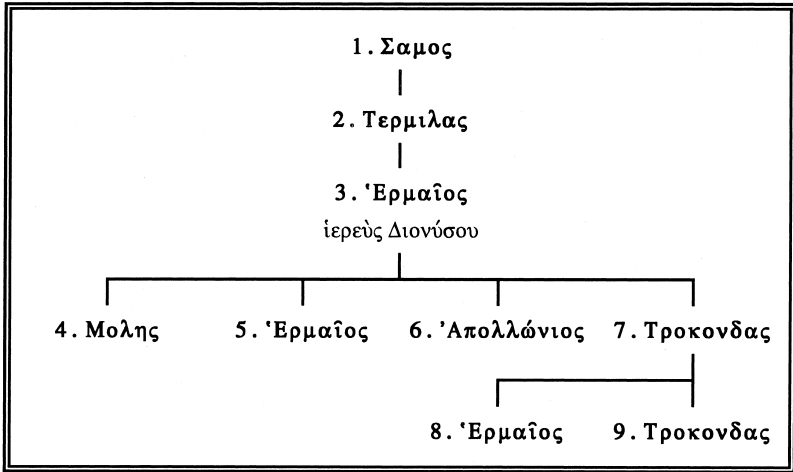 1. Σαμος
2. Τερμιλας
3. Ἑρμαῖος
ἱερεὺς Διονύσου
4. Μολης 5. Ἑρμαῖος 6. Ἀπολλώνιος 7. Τροκονδας
8. Ἑρμαῖος 9. Τροκονδας